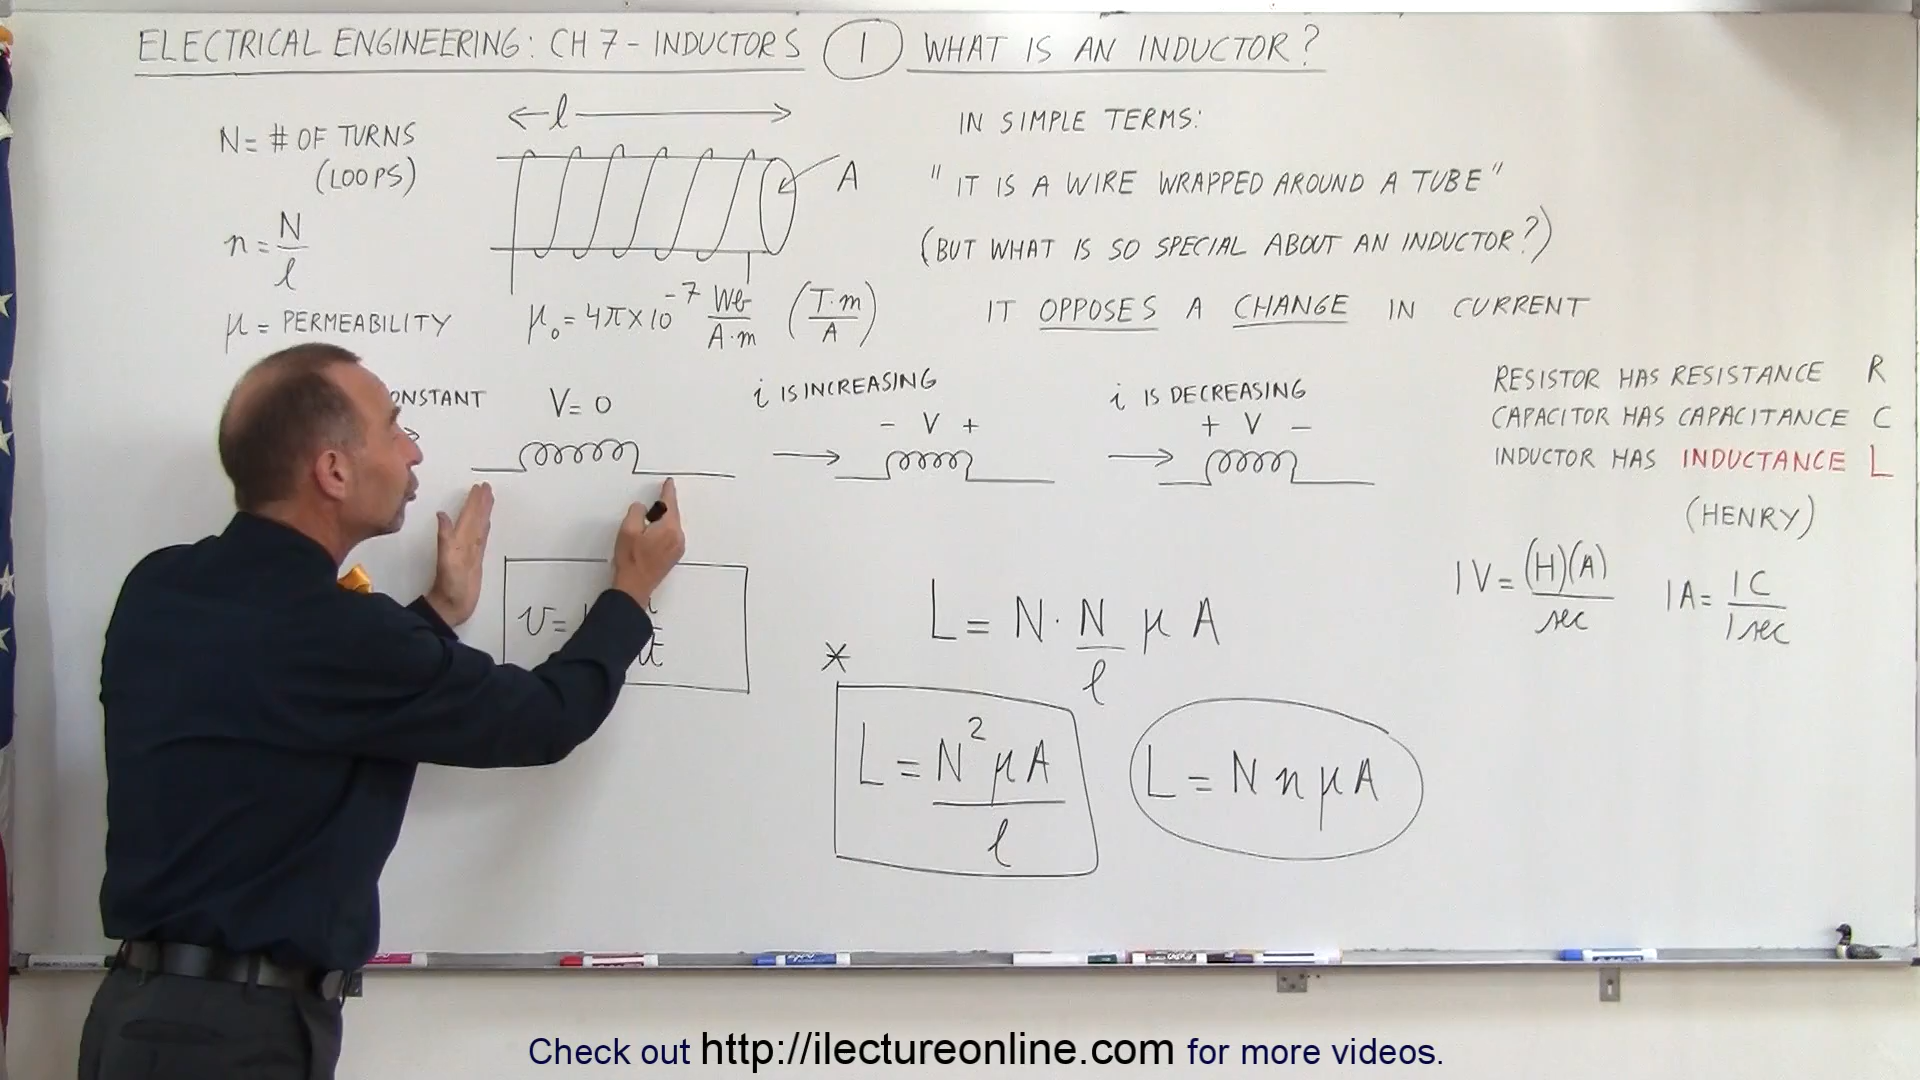 ELECTRICAL ENGINEERING: CH 7 - INDUCTORS 1 WHAT IS AN INDUCTOR?
N = # OF TURNS
(LOOPS)
n = N/l
μ = PERMEABILITY
l
A
μ₀ = 4π×10⁻⁷ Wb/A·m (T·m/A)
IN SIMPLE TERMS:
"IT IS A WIRE WRAPPED AROUND A TUBE"
(BUT WHAT IS SO SPECIAL ABOUT AN INDUCTOR?)
IT OPPOSES A CHANGE IN CURRENT
ONSTANT V = 0
i IS INCREASING
- V +
i IS DECREASING
+ V -
RESISTOR HAS RESISTANCE R
CAPACITOR HAS CAPACITANCE C
INDUCTOR HAS INDUCTANCE L
(HENRY)
1V = (H)(A)/sec 1A = 1C/1sec
v =
L = N · N/l μ A
*
L = N²μA/l
L = N n μ A
Check out http://ilectureonline.com for more videos.